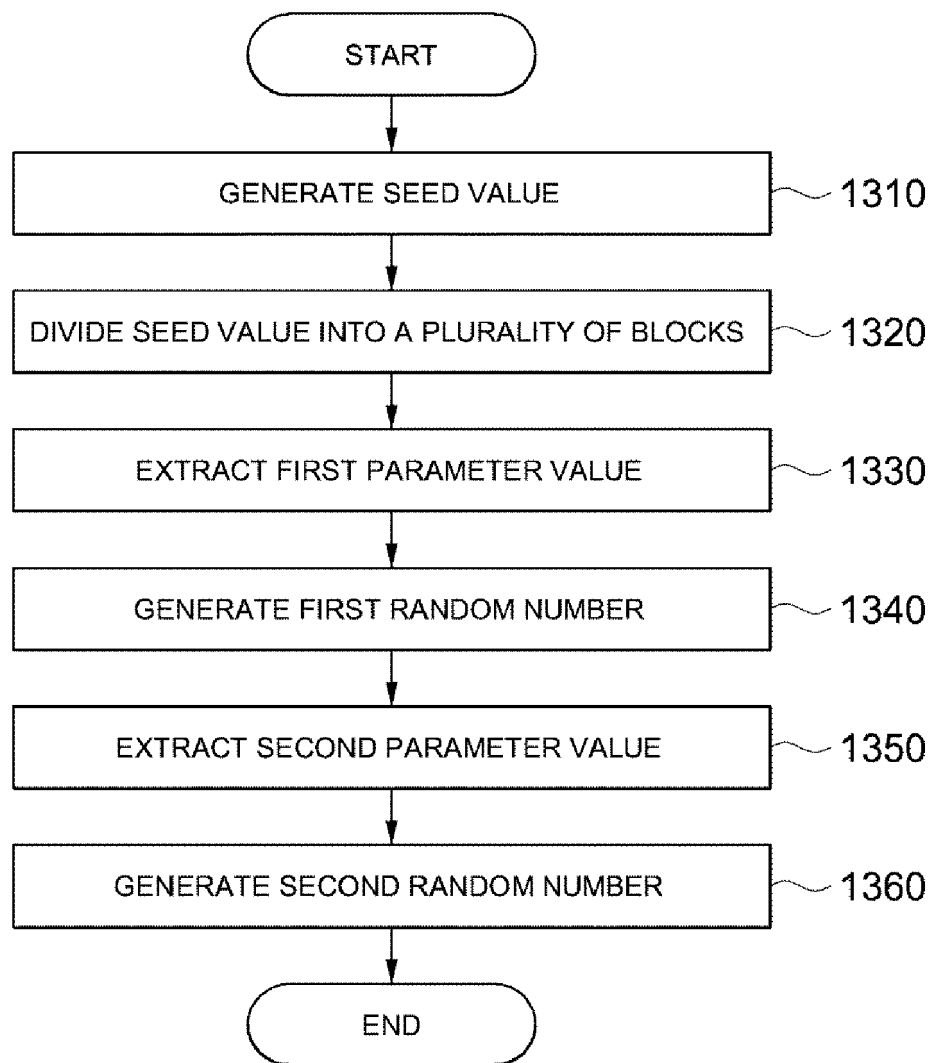 START
GENERATE SEED VALUE
1310
DIVIDE SEED VALUE INTO A PLURALITY OF BLOCKS
1320
EXTRACT FIRST PARAMETER VALUE
1330
GENERATE FIRST RANDOM NUMBER
1340
EXTRACT SECOND PARAMETER VALUE
1350
GENERATE SECOND RANDOM NUMBER
1360
END